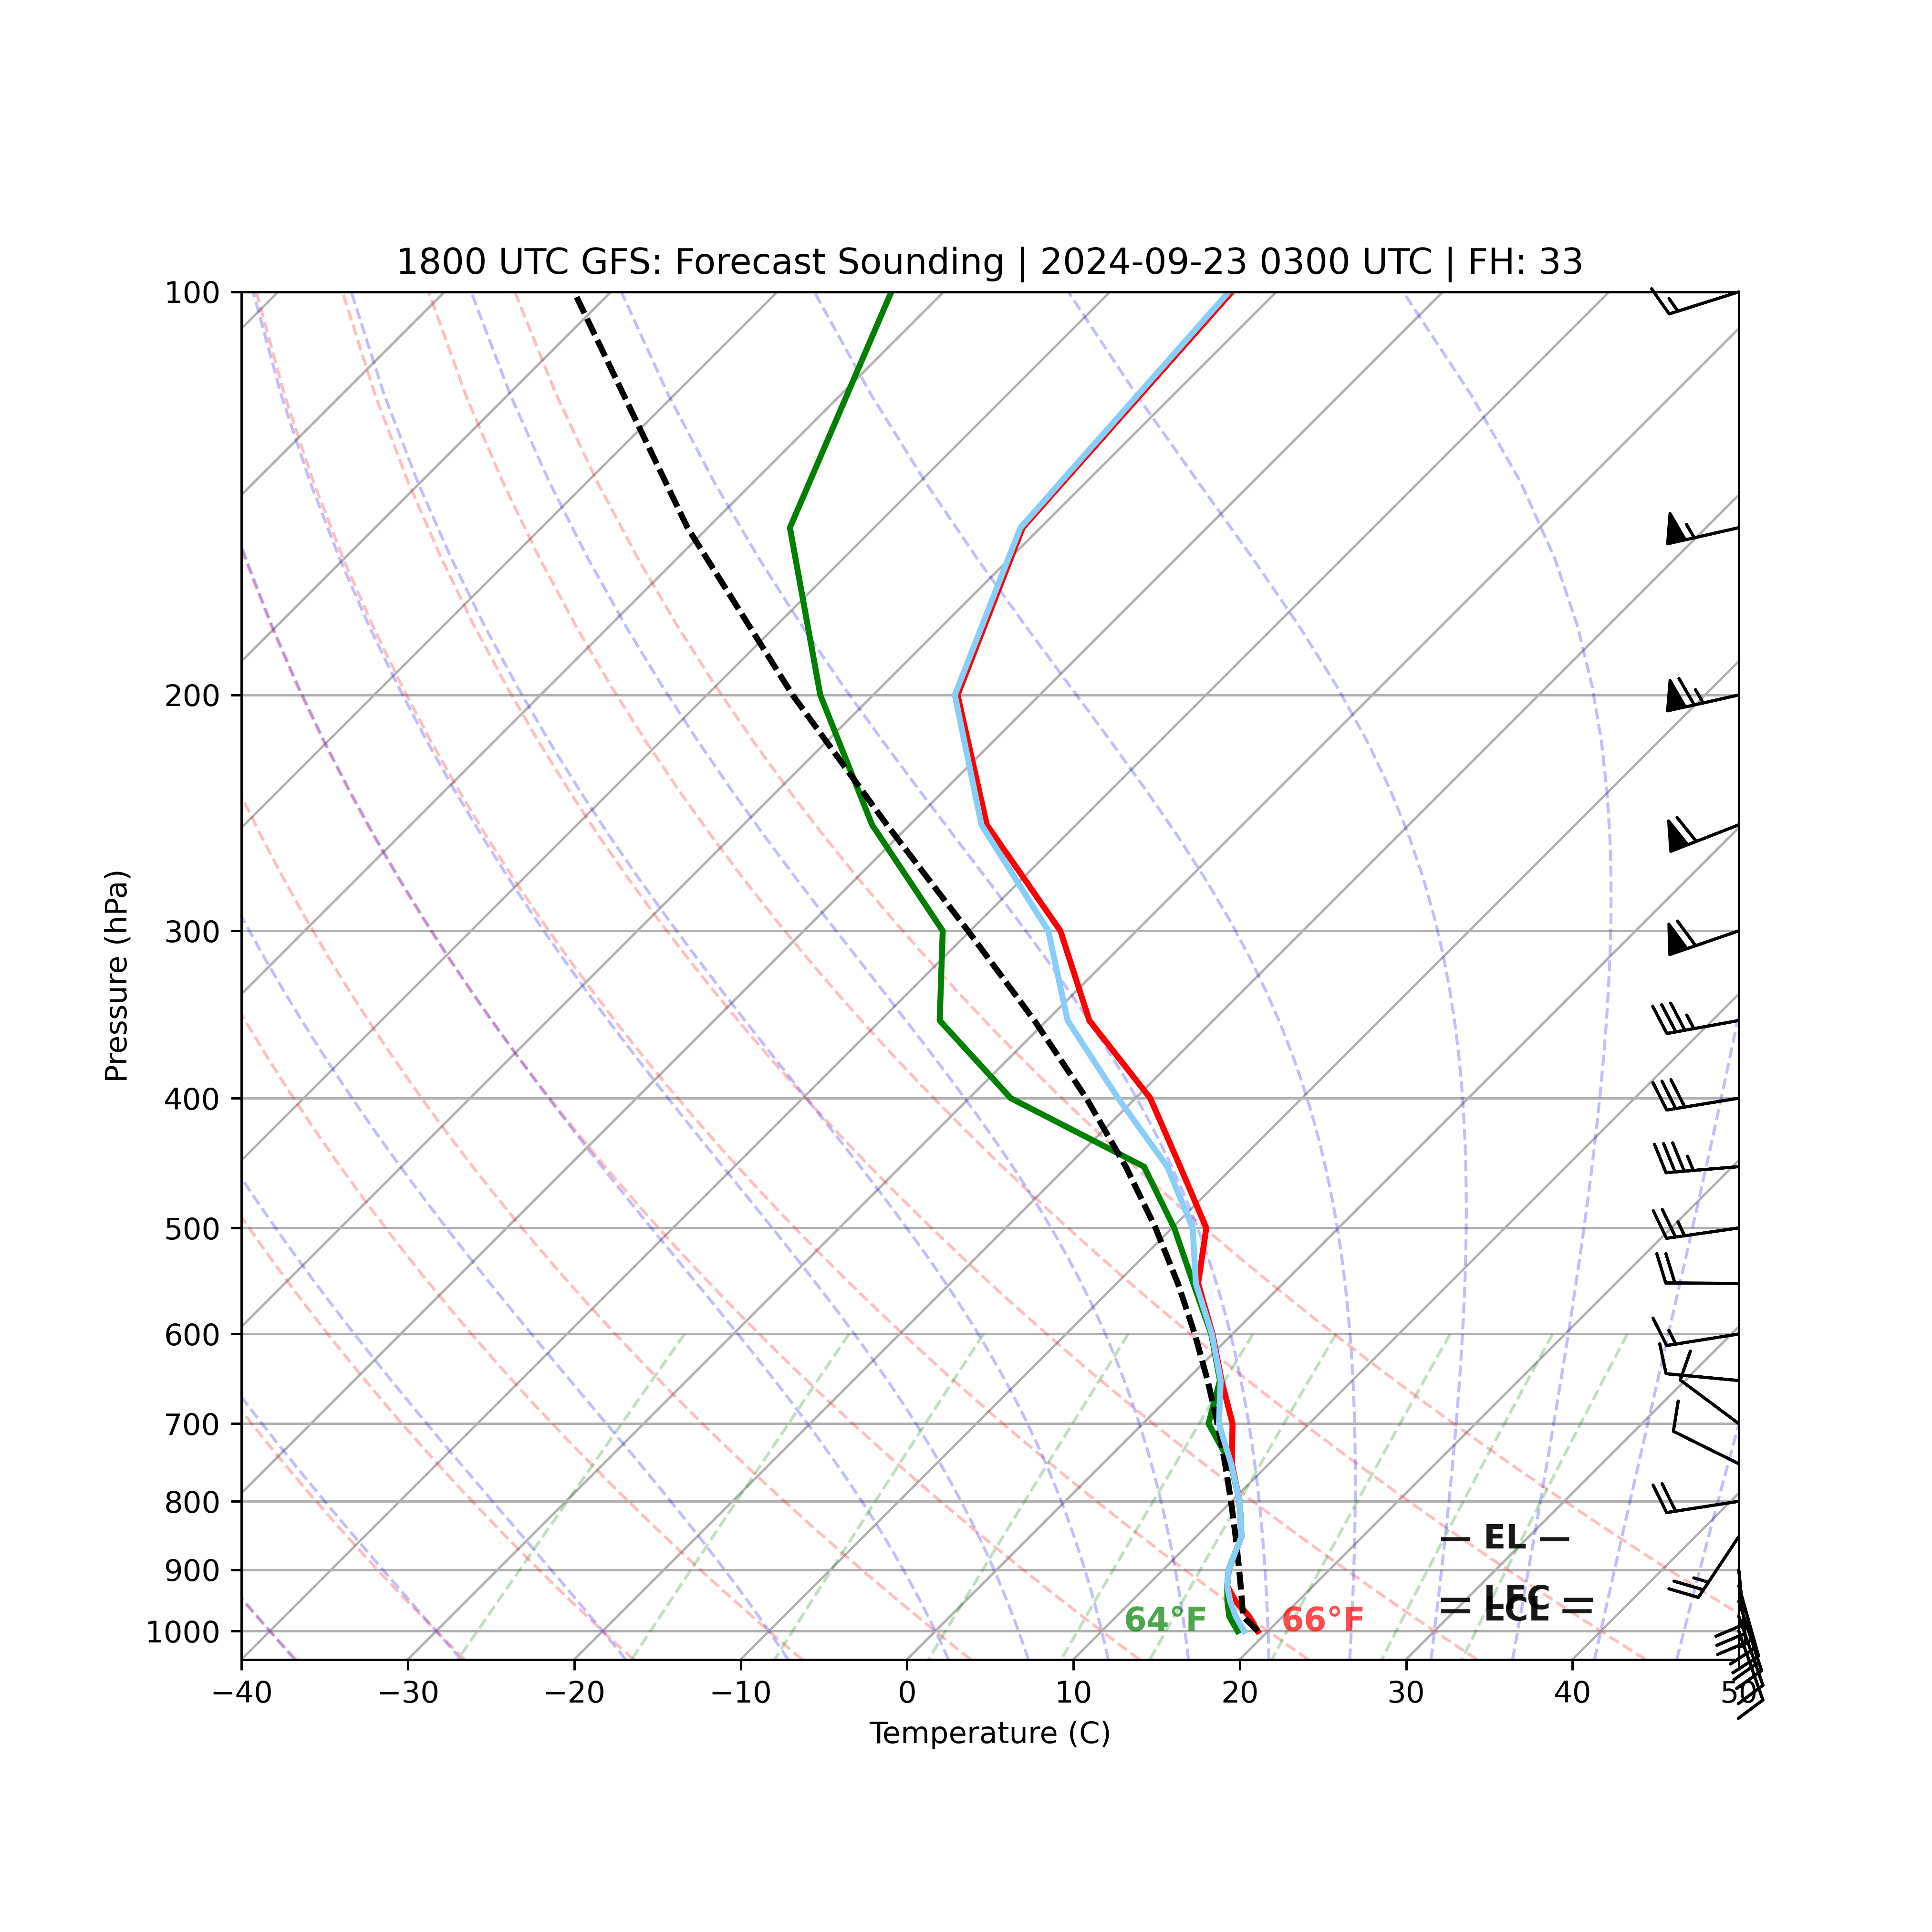 1800 UTC GFS: Forecast Sounding | 2024-09-23 0300 UTC | FH: 33
100
200
300
400
500
600
700
800
900
1000
Pressure (hPa)
— EL —
— LFC —
— LCL —
64°F
66°F
−40
−30
−20
−10
0
10
20
30
40
50
Temperature (C)